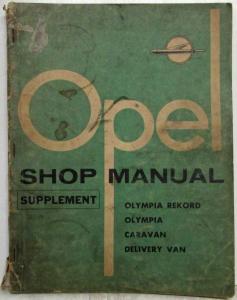 Opel
SHOP MANUAL
SUPPLEMENT
OLYMPIA REKORD
OLYMPIA
CARAVAN
DELIVERY VAN